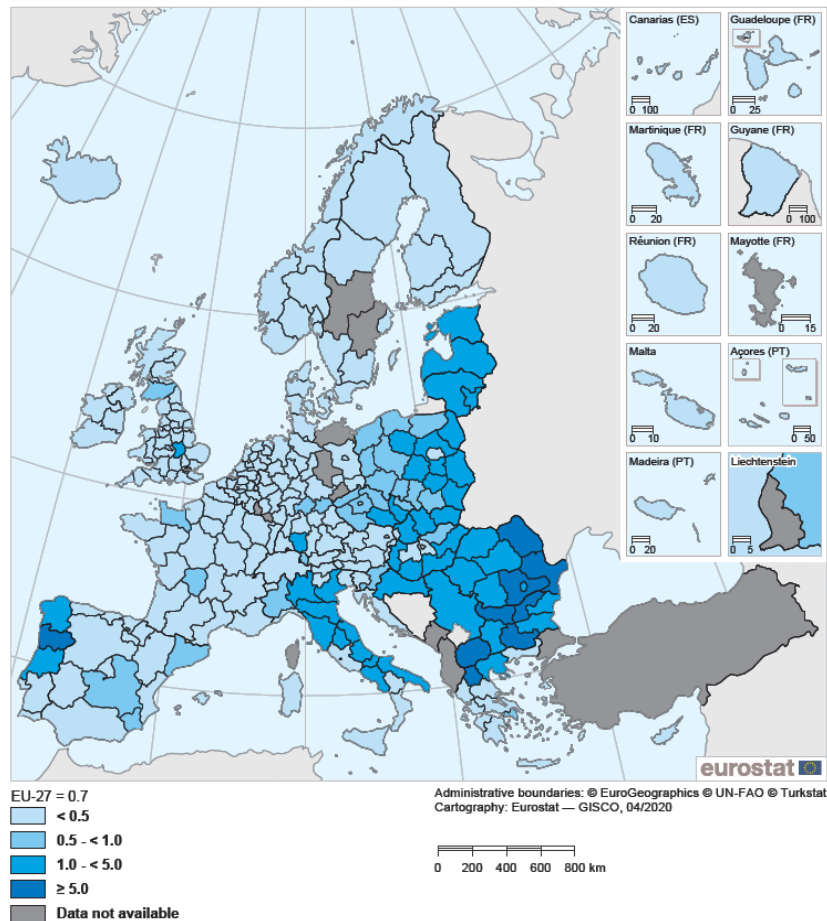 Canarias (ES)
0 100
Guadeloupe (FR)
0 25
Martinique (FR)
0 20
Guyane (FR)
0 100
Réunion (FR)
0 20
Mayotte (FR)
0 15
Malta
0 10
Açores (PT)
0 50
Madeira (PT)
0 20
Liechtenstein
0 5
eurostat
EU-27 = 0.7
< 0.5
0.5 - < 1.0
1.0 - < 5.0
≥ 5.0
Data not available
Administrative boundaries: © EuroGeographics © UN-FAO © Turkstat
Cartography: Eurostat — GISCO, 04/2020
0 200 400 600 800 km